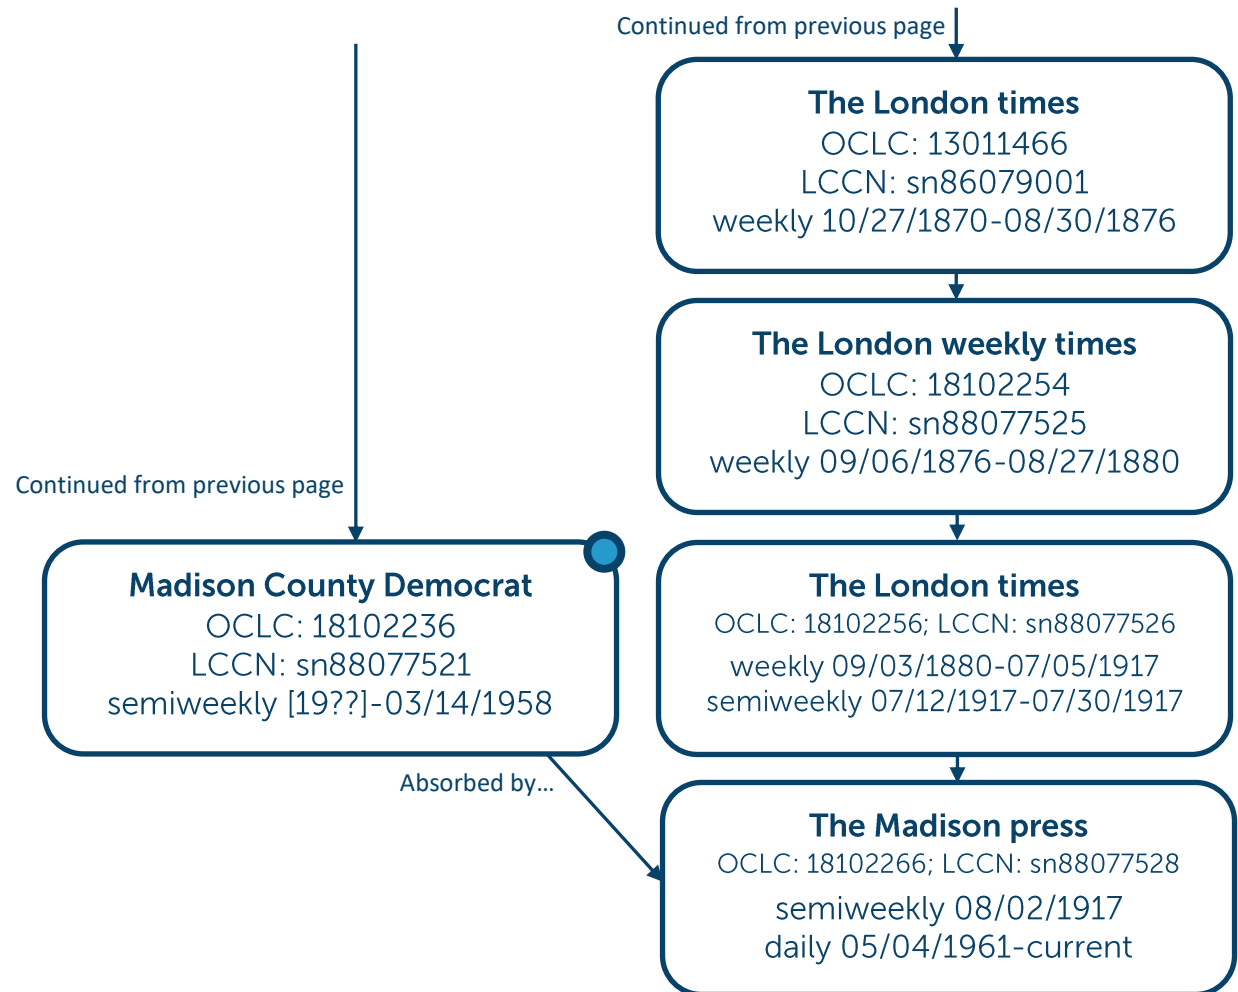 Continued from previous page
The London times
OCLC: 13011466
LCCN: sn86079001
weekly 10/27/1870-08/30/1876
The London weekly times
OCLC: 18102254
LCCN: sn88077525
weekly 09/06/1876-08/27/1880
Continued from previous page
Madison County Democrat
OCLC: 18102236
LCCN: sn88077521
semiweekly [19??]-03/14/1958
The London times
OCLC: 18102256; LCCN: sn88077526
weekly 09/03/1880-07/05/1917
semiweekly 07/12/1917-07/30/1917
Absorbed by...
The Madison press
OCLC: 18102266; LCCN: sn88077528
semiweekly 08/02/1917
daily 05/04/1961-current